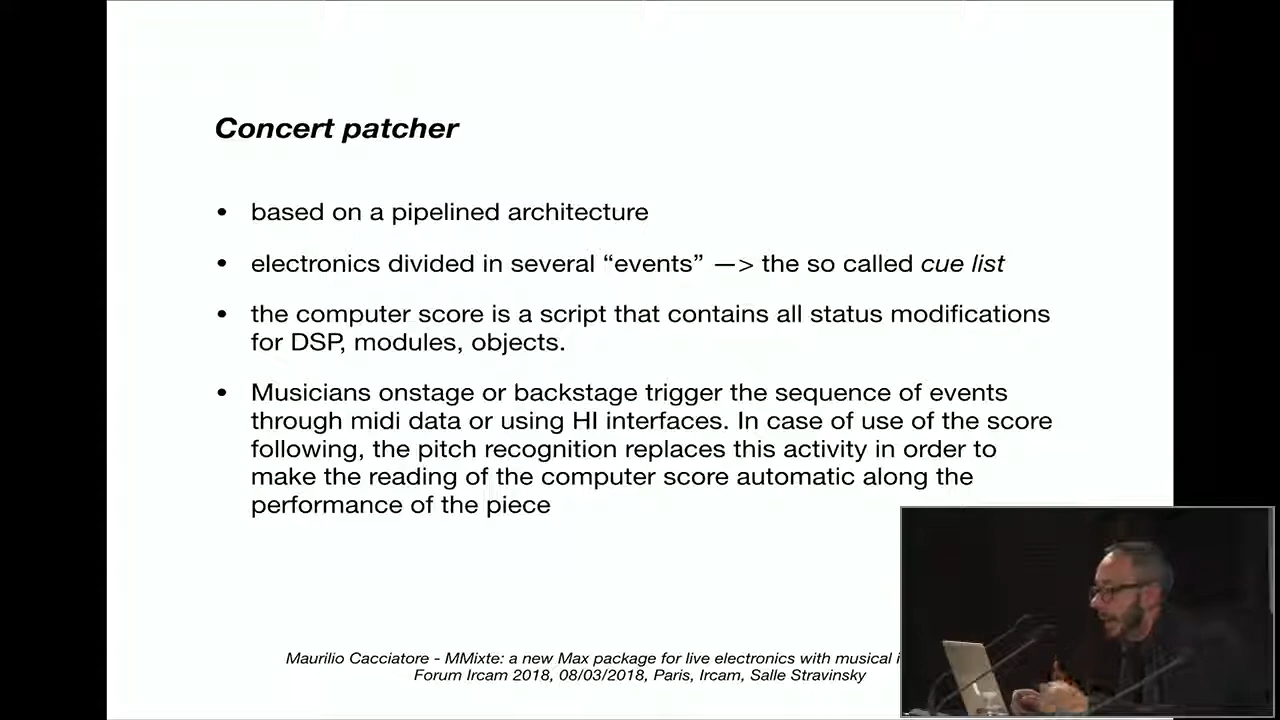 Concert patcher
• based on a pipelined architecture
• electronics divided in several “events” —> the so called cue list
• the computer score is a script that contains all status modifications
for DSP, modules, objects.
• Musicians onstage or backstage trigger the sequence of events
through midi data or using HI interfaces. In case of use of the score
following, the pitch recognition replaces this activity in order to
make the reading of the computer score automatic along the
performance of the piece
Maurilio Cacciatore - MMixte: a new Max package for live electronics with musical
Forum Ircam 2018, 08/03/2018, Paris, Ircam, Salle Stravinsky